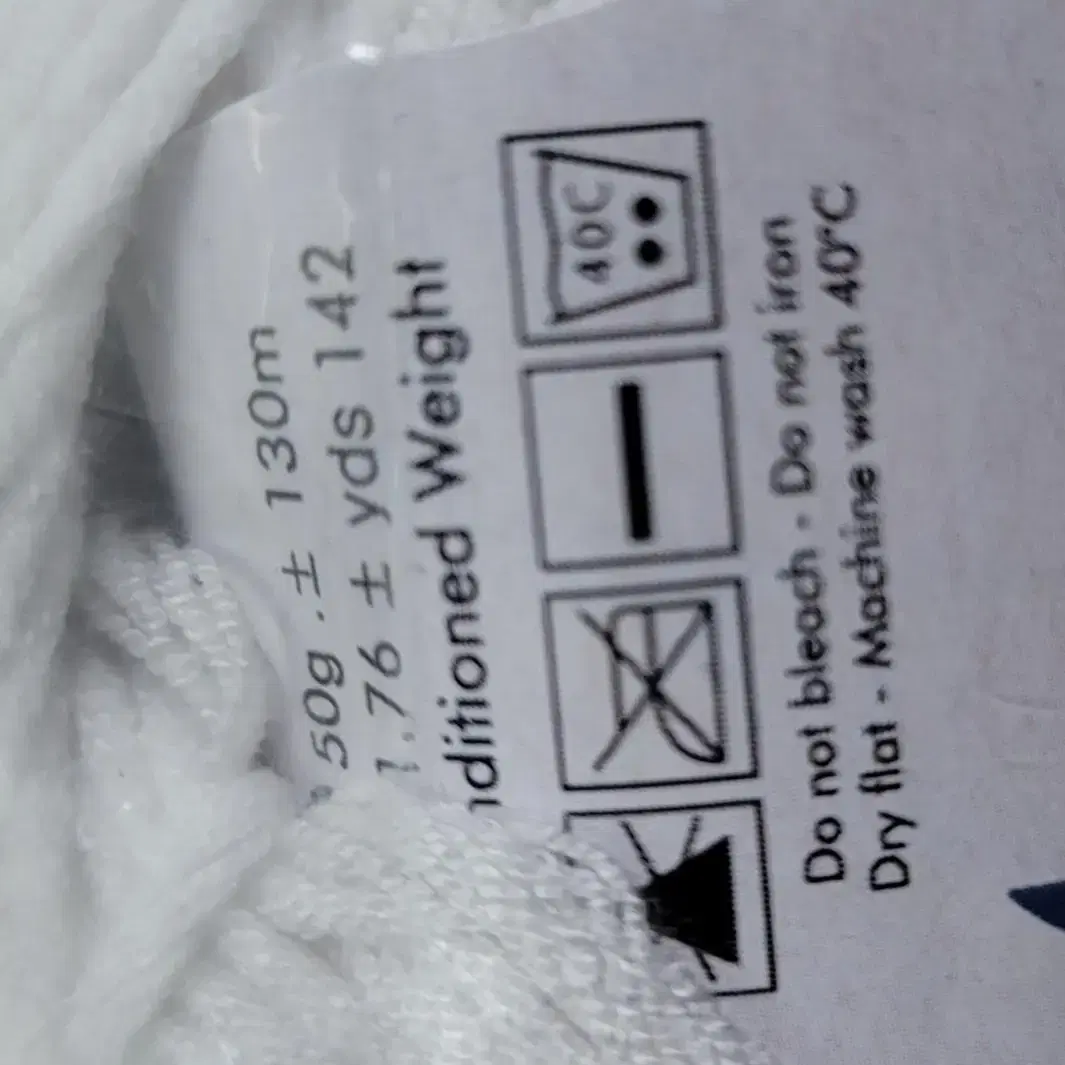 50g .± 130m
1.76 ± yds 142
nditioned Weight
40C
Do not bleach - Do not iron
Dry flat - Machine wash 40°C